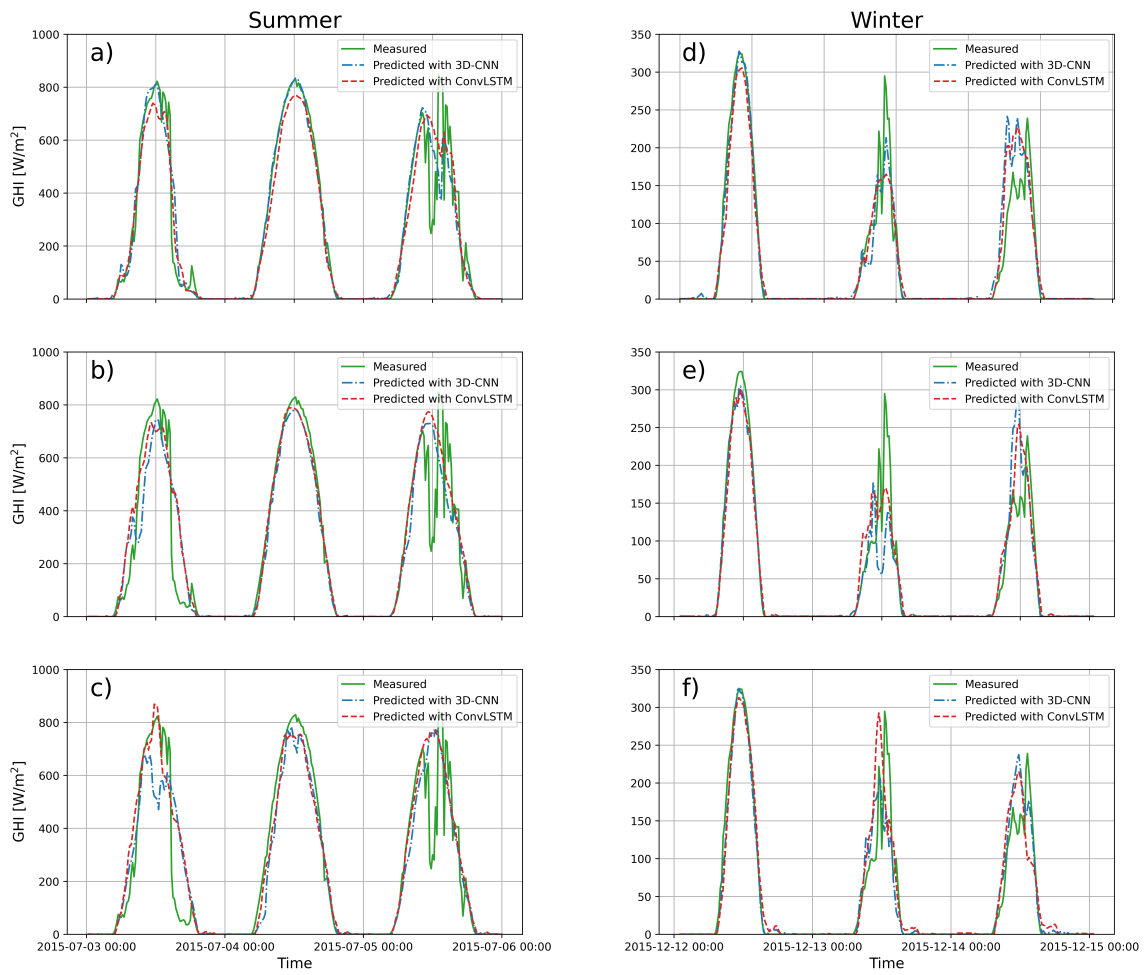 Summer
Winter
a)
Measured
Predicted with 3D-CNN
Predicted with ConvLSTM
GHI [W/m²]
1000
800
600
400
200
0
d)
Measured
Predicted with 3D-CNN
Predicted with ConvLSTM
350
300
250
200
150
100
50
0
b)
Measured
Predicted with 3D-CNN
Predicted with ConvLSTM
GHI [W/m²]
1000
800
600
400
200
0
e)
Measured
Predicted with 3D-CNN
Predicted with ConvLSTM
350
300
250
200
150
100
50
0
c)
Measured
Predicted with 3D-CNN
Predicted with ConvLSTM
GHI [W/m²]
1000
800
600
400
200
0
2015-07-03 00:00 2015-07-04 00:00 2015-07-05 00:00 2015-07-06 00:00
Time
f)
Measured
Predicted with 3D-CNN
Predicted with ConvLSTM
350
300
250
200
150
100
50
0
2015-12-12 00:00 2015-12-13 00:00 2015-12-14 00:00 2015-12-15 00:00
Time